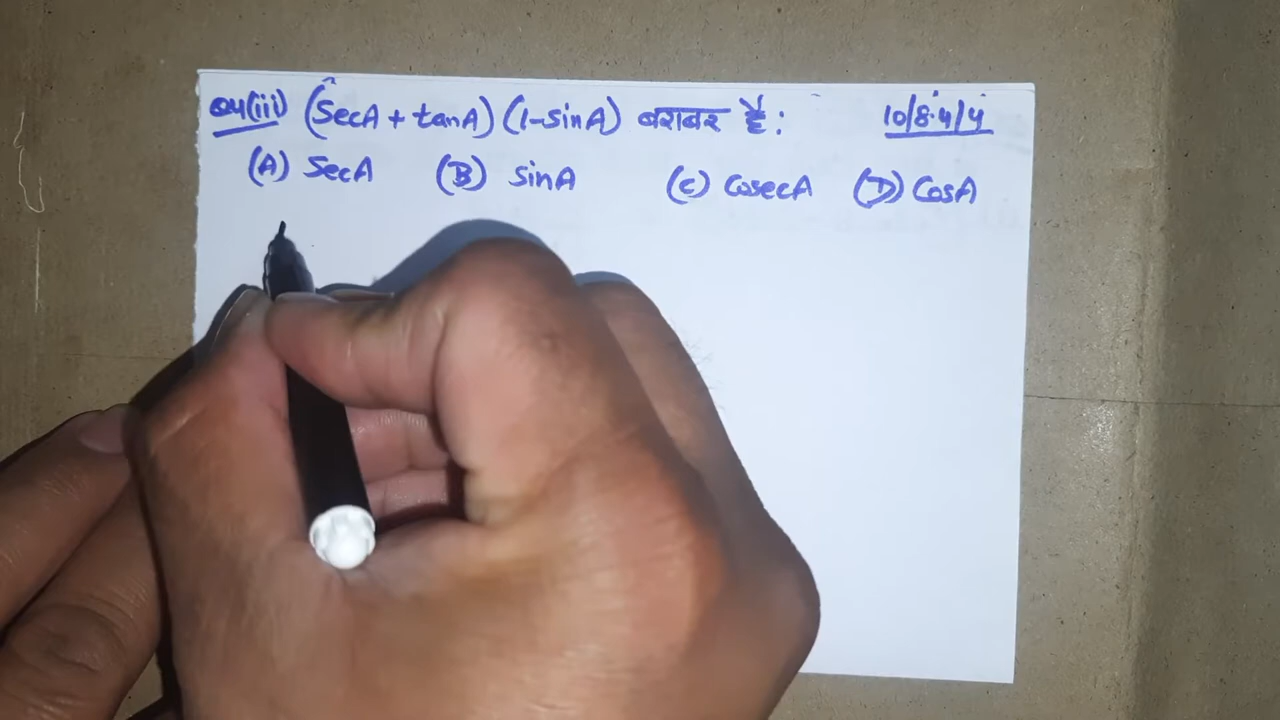 Q4(iii) (SecA + tanA) (1-sinA) बराबर है: 10/8.4/4
(A) SecA (B) sinA (C) CosecA (D) CosA